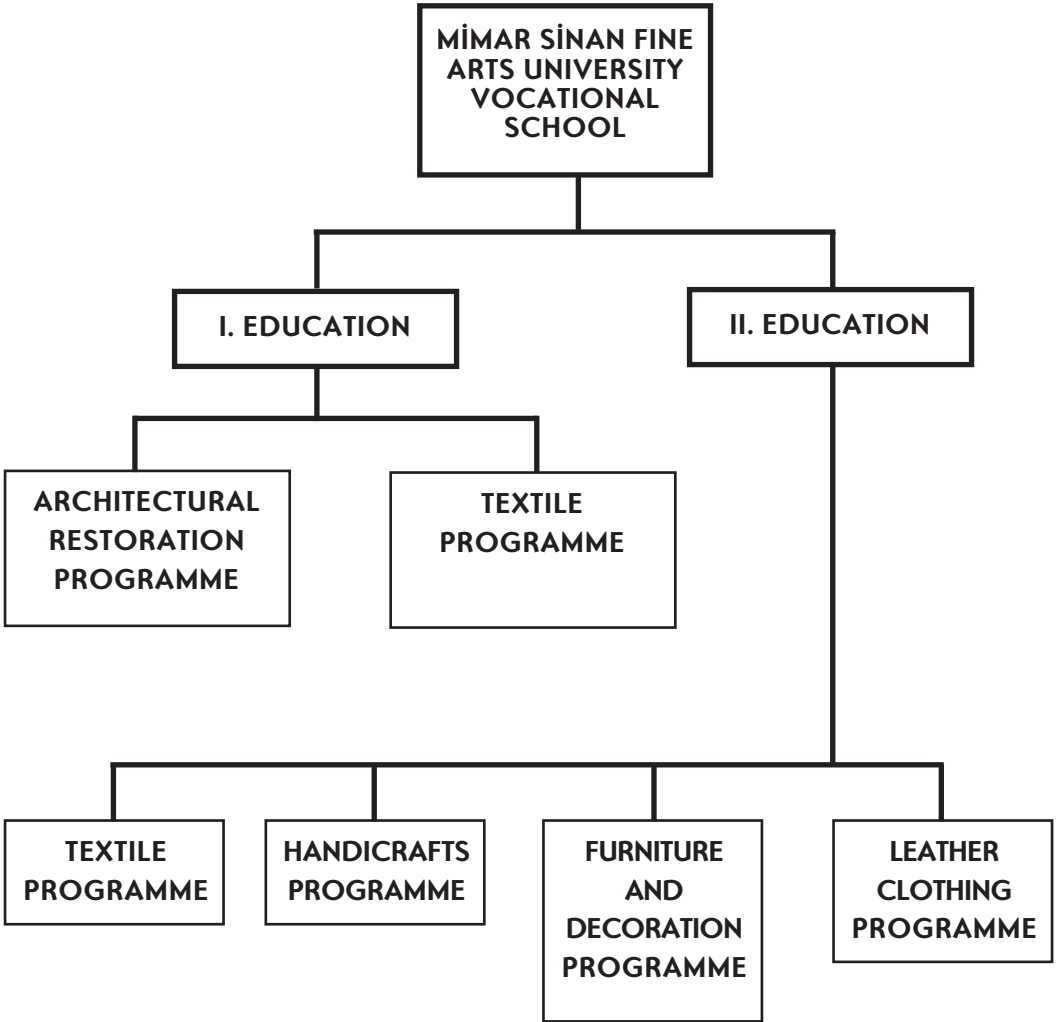 MİMAR SİNAN FINE
ARTS UNIVERSITY
VOCATIONAL
SCHOOL
I. EDUCATION
II. EDUCATION
ARCHITECTURAL
RESTORATION
PROGRAMME
TEXTILE
PROGRAMME
TEXTILE
PROGRAMME
HANDICRAFTS
PROGRAMME
FURNITURE
AND
DECORATION
PROGRAMME
LEATHER
CLOTHING
PROGRAMME